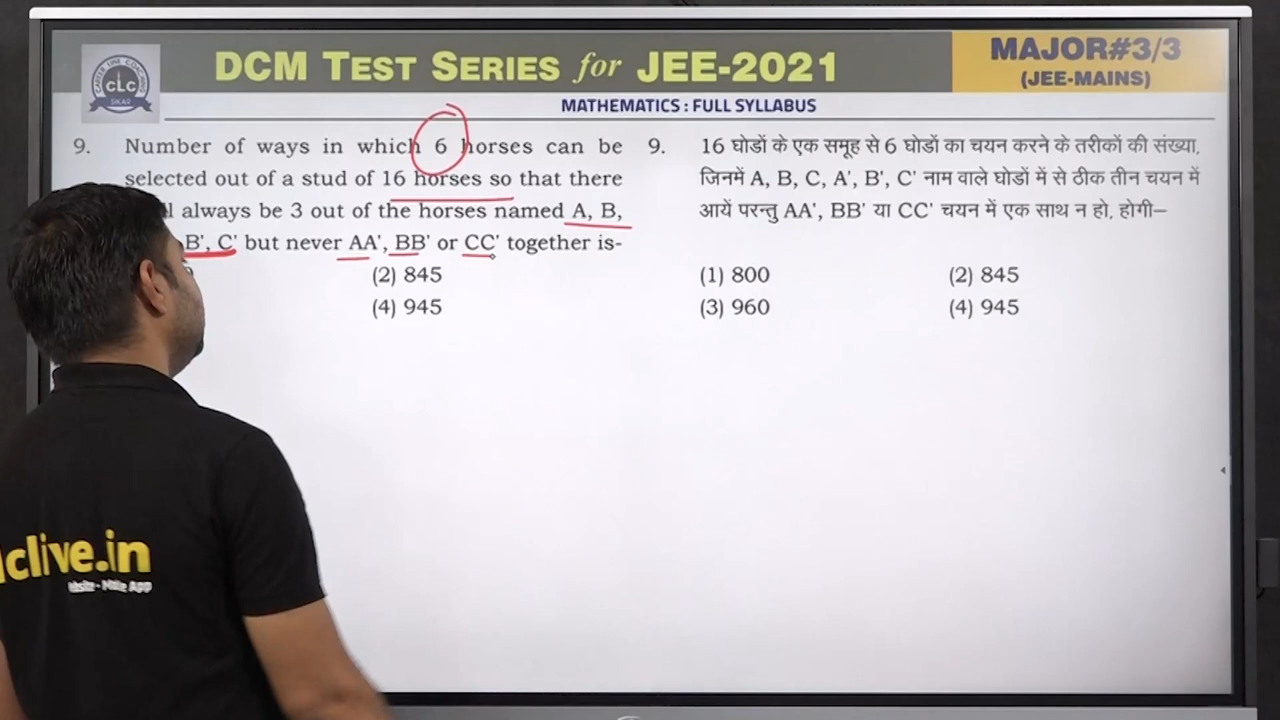 DCM TEST SERIES for JEE-2021
MAJOR#3/3
(JEE-MAINS)
CLC
SIKAR
MATHEMATICS : FULL SYLLABUS
9. Number of ways in which 6 horses can be
selected out of a stud of 16 horses so that there
always be 3 out of the horses named A, B,
B', C' but never AA', BB' or CC' together is-
(2) 845
(4) 945
9. 16 घोडों के एक समूह से 6 घोडों का चयन करने के तरीकों की संख्या,
जिनमें A, B, C, A', B', C' नाम वाले घोडों में से ठीक तीन चयन में
आयें परन्तु AA', BB' या CC' चयन में एक साथ न हो, होगी–
(1) 800 (2) 845
(3) 960 (4) 945
clive.in